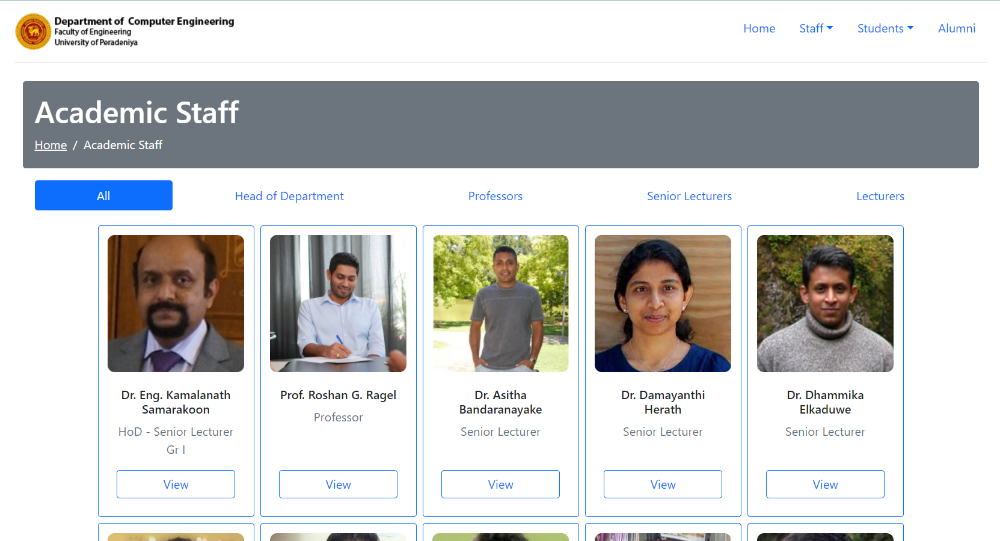 Department of Computer Engineering
Faculty of Engineering
University of Peradeniya
Home Staff Students Alumni
Academic Staff
Home / Academic Staff
All Head of Department Professors Senior Lecturers Lecturers
Dr. Eng. Kamalanath
Samarakoon
HoD - Senior Lecturer
Gr I
View
Prof. Roshan G. Ragel
Professor
View
Dr. Asitha
Bandaranayake
Senior Lecturer
View
Dr. Damayanthi
Herath
Senior Lecturer
View
Dr. Dhammika
Elkaduwe
Senior Lecturer
View